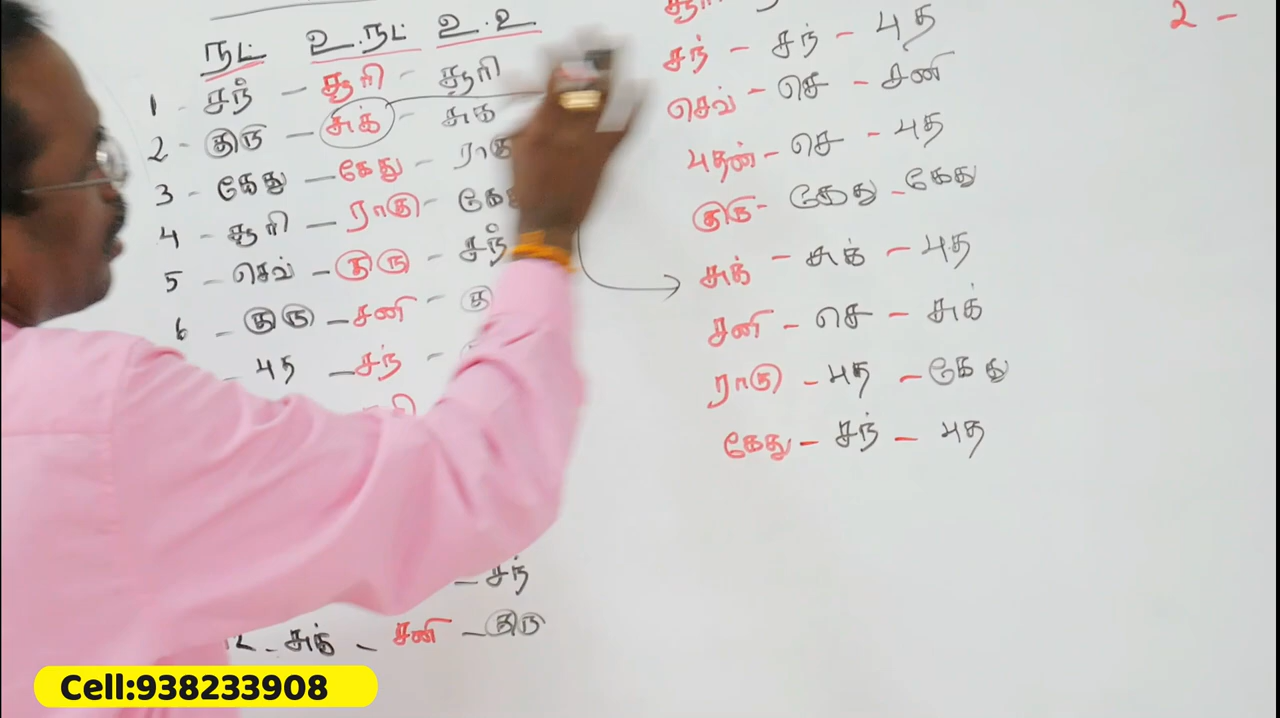 நட் உ.நட் உ.உ
1 - சந் - சூரி - சூரி
2 - குரு - சுக் - சுக்
3 - கேது - கேது - ராகு
4 - சூரி - ராகு - கேது
5 - செவ் - குரு - சந்
6 - குரு - சனி -
- புத - சந் -
- சந்
12 - சுக் - சனி - குரு
சந் - சந் - புத
செவ் - செ - சனி
புதன் - செ - புத
குரு - கேது - கேது
சுக் - சுக் - புத
சனி - செ - சுக்
ராகு - புத - கேது
கேது - சந் - புத
2 -
Cell:938233908